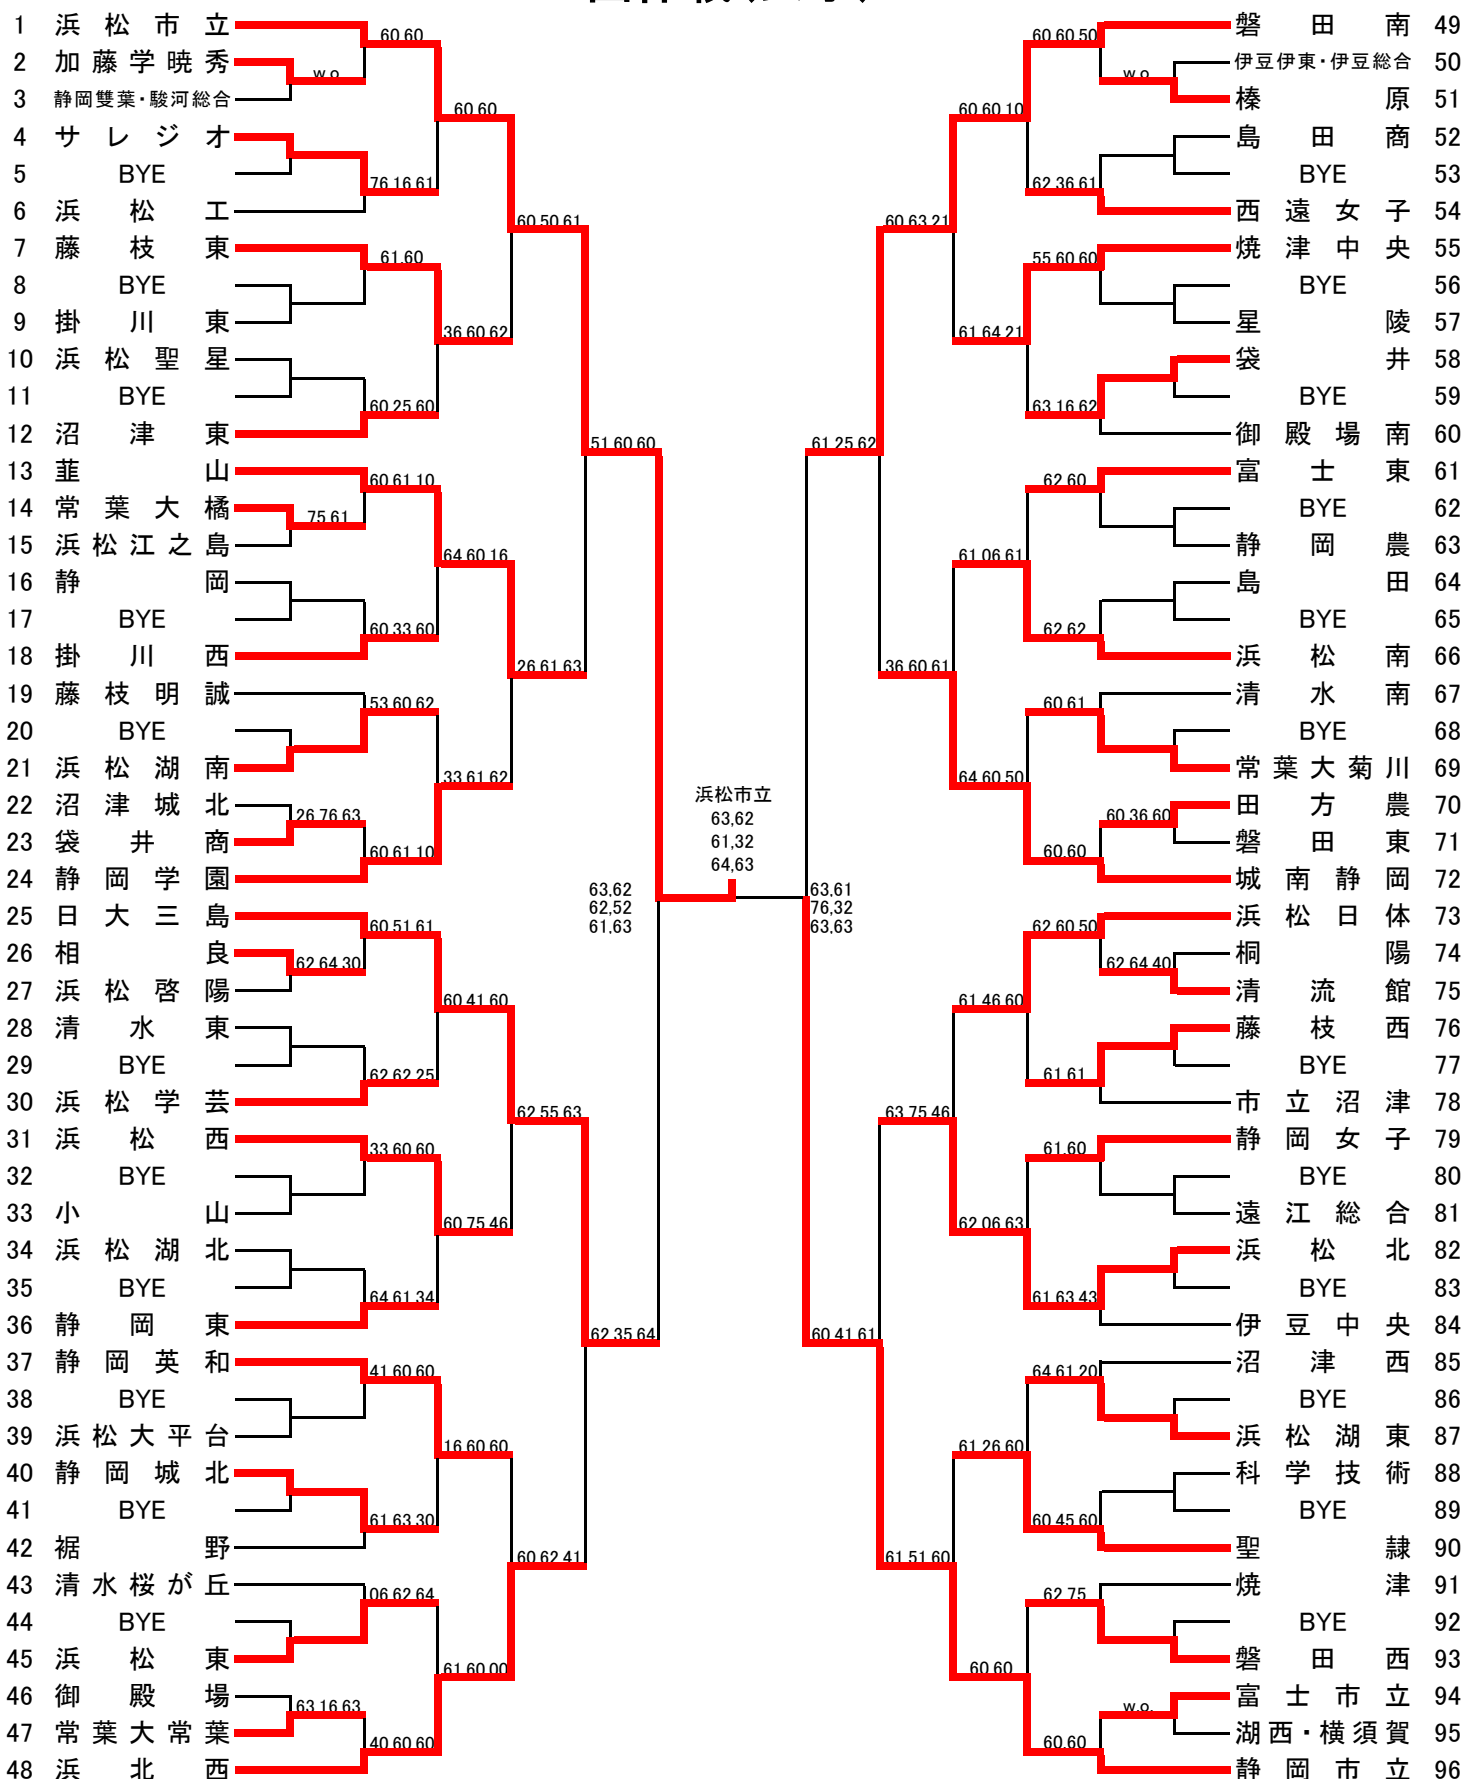 1 浜松市立
2 加藤学暁秀
3 静岡雙葉・駿河総合
4 サレジオ
5 BYE
6 浜松工
7 藤枝東
8 BYE
9 掛川東
10 浜松聖星
11 BYE
12 沼津東
13 韮山
14 常葉大橘
15 浜松江之島
16 静岡
17 BYE
18 掛川西
19 藤枝明誠
20 BYE
21 浜松湖南
22 沼津城北
23 袋井商
24 静岡学園
25 日大三島
26 相良
27 浜松啓陽
28 清水東
29 BYE
30 浜松学芸
31 浜松西
32 BYE
33 小山
34 浜松湖北
35 BYE
36 静岡東
37 静岡英和
38 BYE
39 浜松大平台
40 静岡城北
41 BYE
42 裾野
43 清水桜が丘
44 BYE
45 浜松東
46 御殿場
47 常葉大常葉
48 浜北西
w.o.
75,61
26,76,63
62,64,30
63,16,63
60,60
76,16,61
61,60
60,25,60
60,61,10
60,33,60
53,60,62
60,61,10
60,51,61
62,62,25
33,60,60
64,61,34
41,60,60
61,63,30
06,62,64
40,60,60
60,60
36,60,62
64,60,16
33,61,62
60,41,60
60,75,46
16,60,60
61,60,00
60,50,61
26,61,63
62,55,63
60,62,41
51,60,60
62,35,64
63,62
62,52
61,63
浜松市立
63,62
61,32
64,63
63,61
76,32
63,63
61,25,62
60,41,61
60,63,21
36,60,61
63,75,46
61,51,60
60,60,10
61,64,21
61,06,61
64,60,50
61,46,60
62,06,63
61,26,60
60,60
60,60,50
62,36,61
55,60,60
63,16,62
62,60
62,62
60,61
60,60
62,60,50
61,61
61,60
61,63,43
64,61,20
60,45,60
62,75
60,60
w.o.
60,36,60
62,64,40
w.o.
磐田南 49
伊豆伊東・伊豆総合 50
榛原 51
島田商 52
BYE 53
西遠女子 54
焼津中央 55
BYE 56
星陵 57
袋井 58
BYE 59
御殿場南 60
富士東 61
BYE 62
静岡農 63
島田 64
BYE 65
浜松南 66
清水南 67
BYE 68
常葉大菊川 69
田方農 70
磐田東 71
城南静岡 72
浜松日体 73
桐陽 74
清流館 75
藤枝西 76
BYE 77
市立沼津 78
静岡女子 79
BYE 80
遠江総合 81
浜松北 82
BYE 83
伊豆中央 84
沼津西 85
BYE 86
浜松湖東 87
科学技術 88
BYE 89
聖隷 90
焼津 91
BYE 92
磐田西 93
富士市立 94
湖西・横須賀 95
静岡市立 96